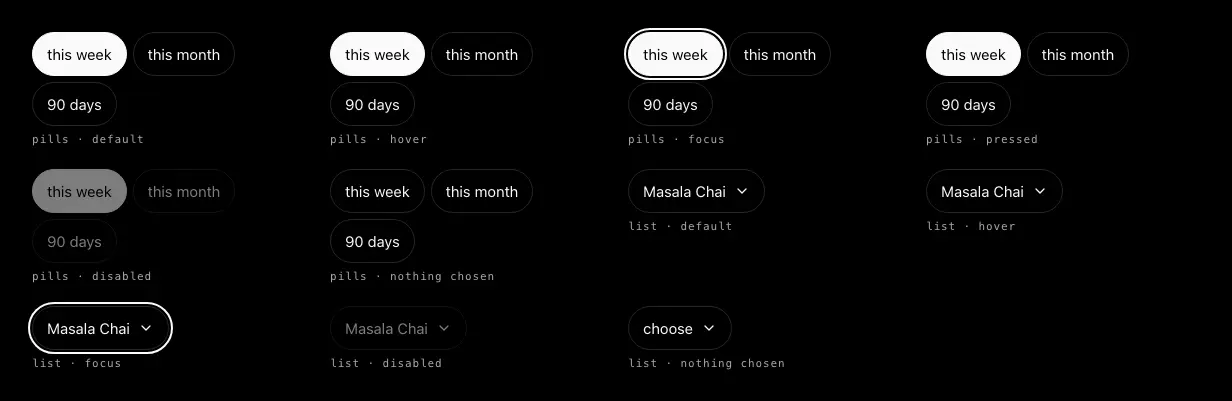 this week this month
90 days
pills · default
this week this month
90 days
pills · hover
this week this month
90 days
pills · focus
this week this month
90 days
pills · pressed
this week this month
90 days
pills · disabled
this week this month
90 days
pills · nothing chosen
Masala Chai
list · default
Masala Chai
list · hover
Masala Chai
list · focus
Masala Chai
list · disabled
choose
list · nothing chosen